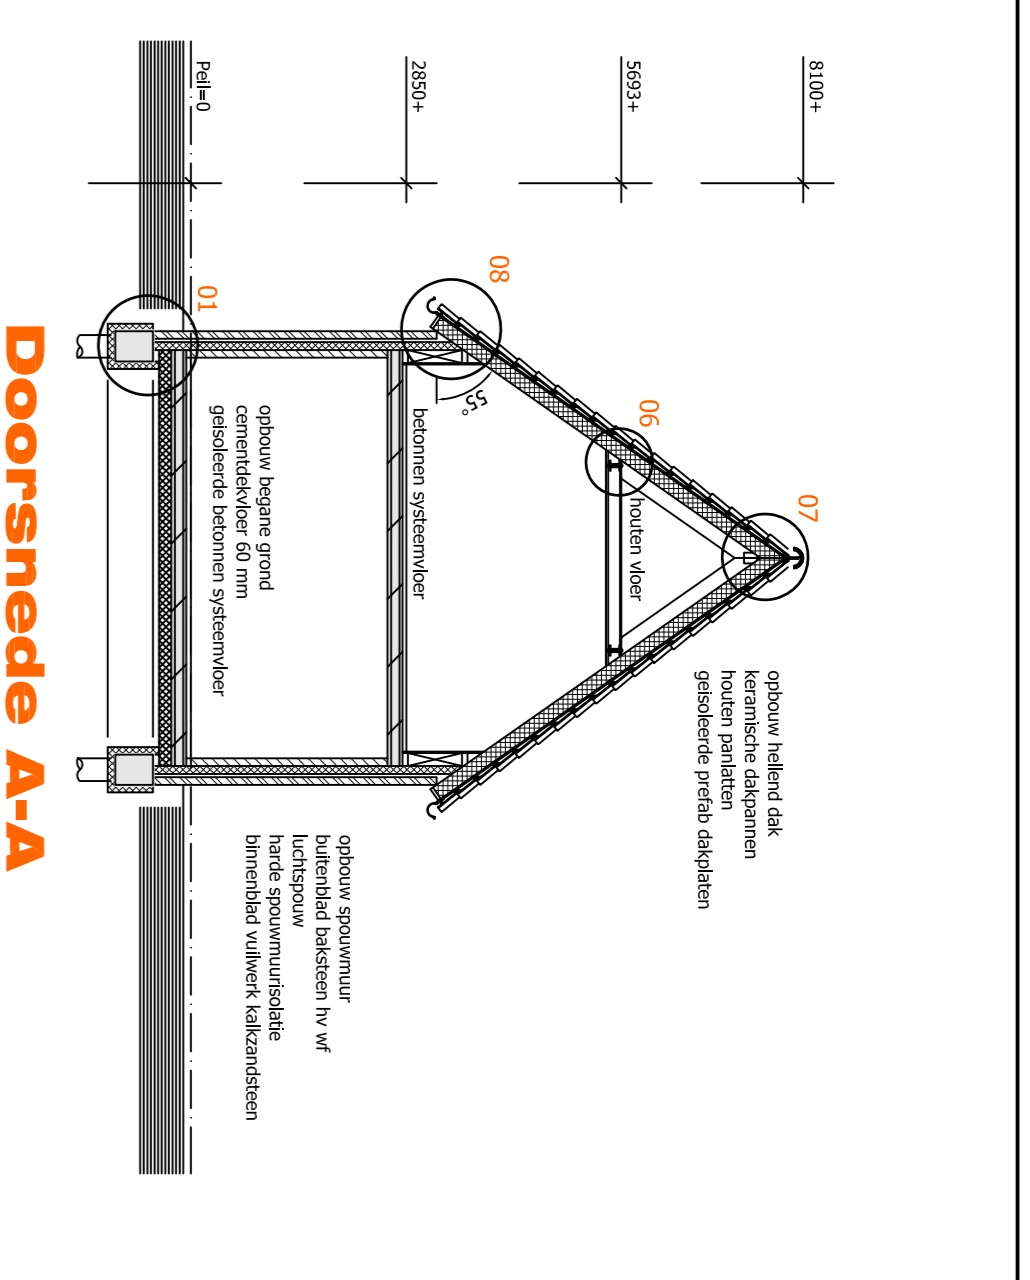 8100+
07
opbouw hellend dak
keramische dakpannen
houten panlatten
geisoleerde prefab dakplaten
5693+
06
houten vloer
08
55°
2850+
betonnen systeemvloer
opbouw spouwmuur
buitenblad baksteen hv wf
luchtspouw
harde spouwmuurisolatie
binnenblad vuilwerk kalkzandsteen
opbouw begane grond
cementdekvloer 60 mm
geisoleerde betonnen systeemvloer
Peil=0
01
Doorsnede A-A